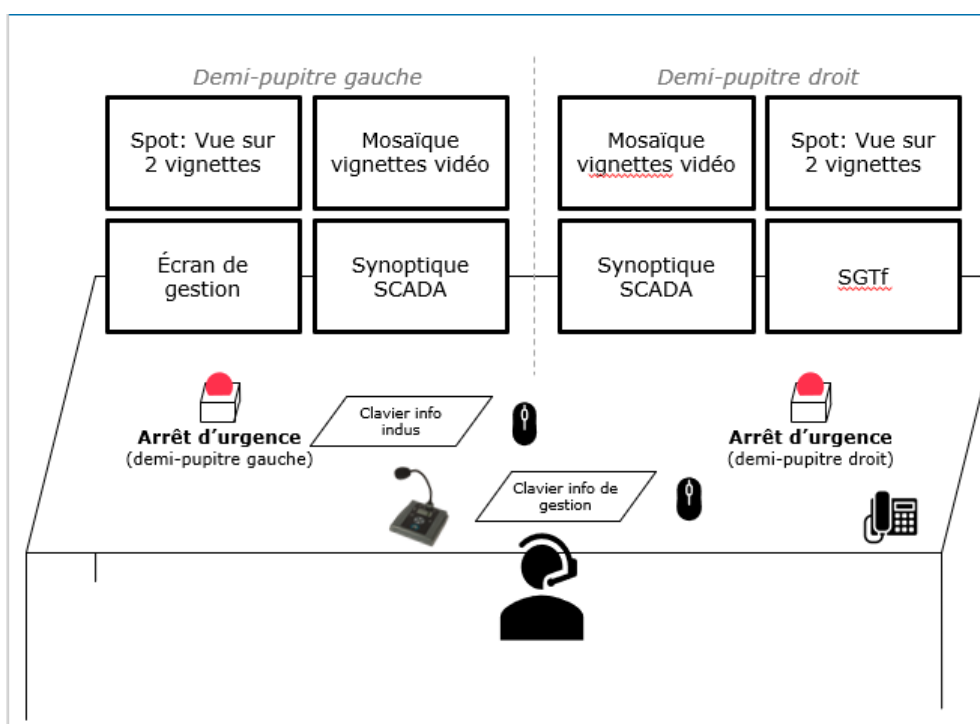 Demi-pupitre gauche
Demi-pupitre droit
Spot: Vue sur
2 vignettes
Mosaïque
vignettes vidéo
Mosaïque
vignettes vidéo
Spot: Vue sur
2 vignettes
Écran de
gestion
Synoptique
SCADA
Synoptique
SCADA
SGTf
Arrêt d'urgence
(demi-pupitre gauche)
Clavier info
indus
Arrêt d'urgence
(demi-pupitre droit)
Clavier info de
gestion